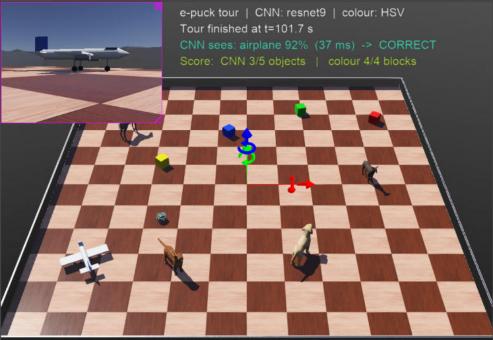 e-puck tour | CNN: resnet9 | colour: HSV
Tour finished at t=101.7 s
CNN sees: airplane 92% (37 ms) -> CORRECT
Score: CNN 3/5 objects | colour 4/4 blocks